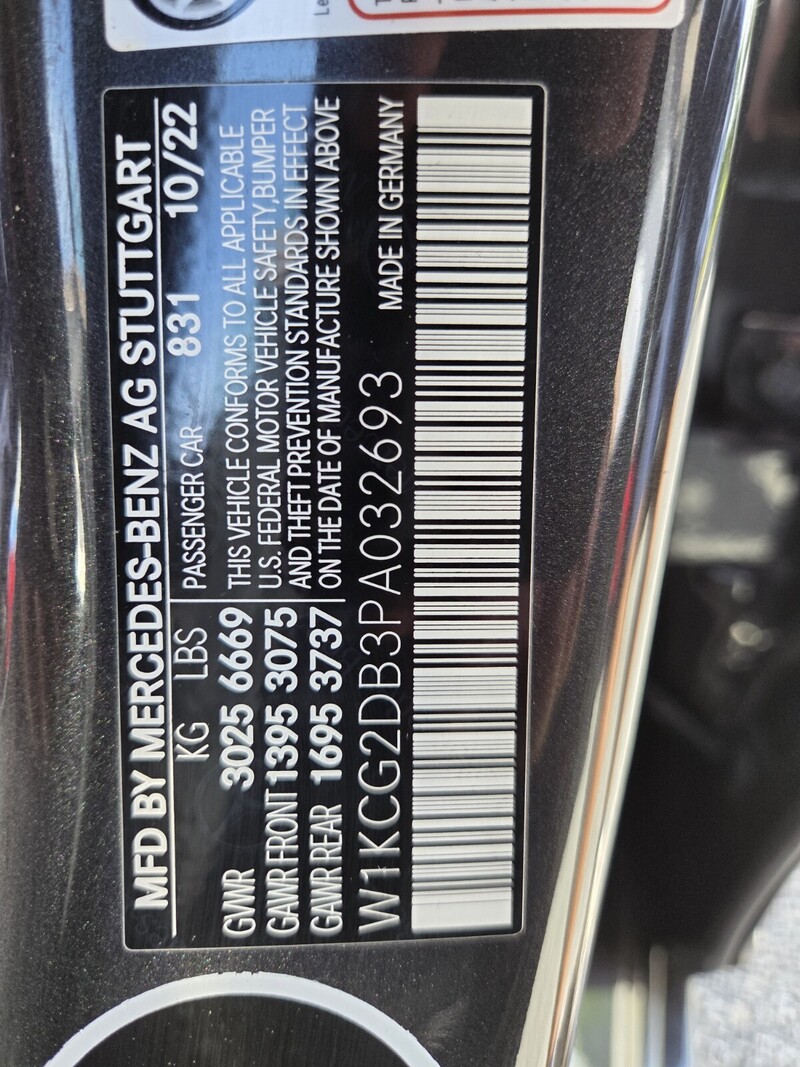 MFD BY MERCEDES-BENZ AG STUTTGART
KG LBS PASSENGER CAR 831 10/22
GVWR 3025 6669
GAWR FRONT 1395 3075
GAWR REAR 1695 3737
THIS VEHICLE CONFORMS TO ALL APPLICABLE
U.S. FEDERAL MOTOR VEHICLE SAFETY,BUMPER
AND THEFT PREVENTION STANDARDS IN EFFECT
ON THE DATE OF MANUFACTURE SHOWN ABOVE
W1KCG2DB3PA032693 MADE IN GERMANY